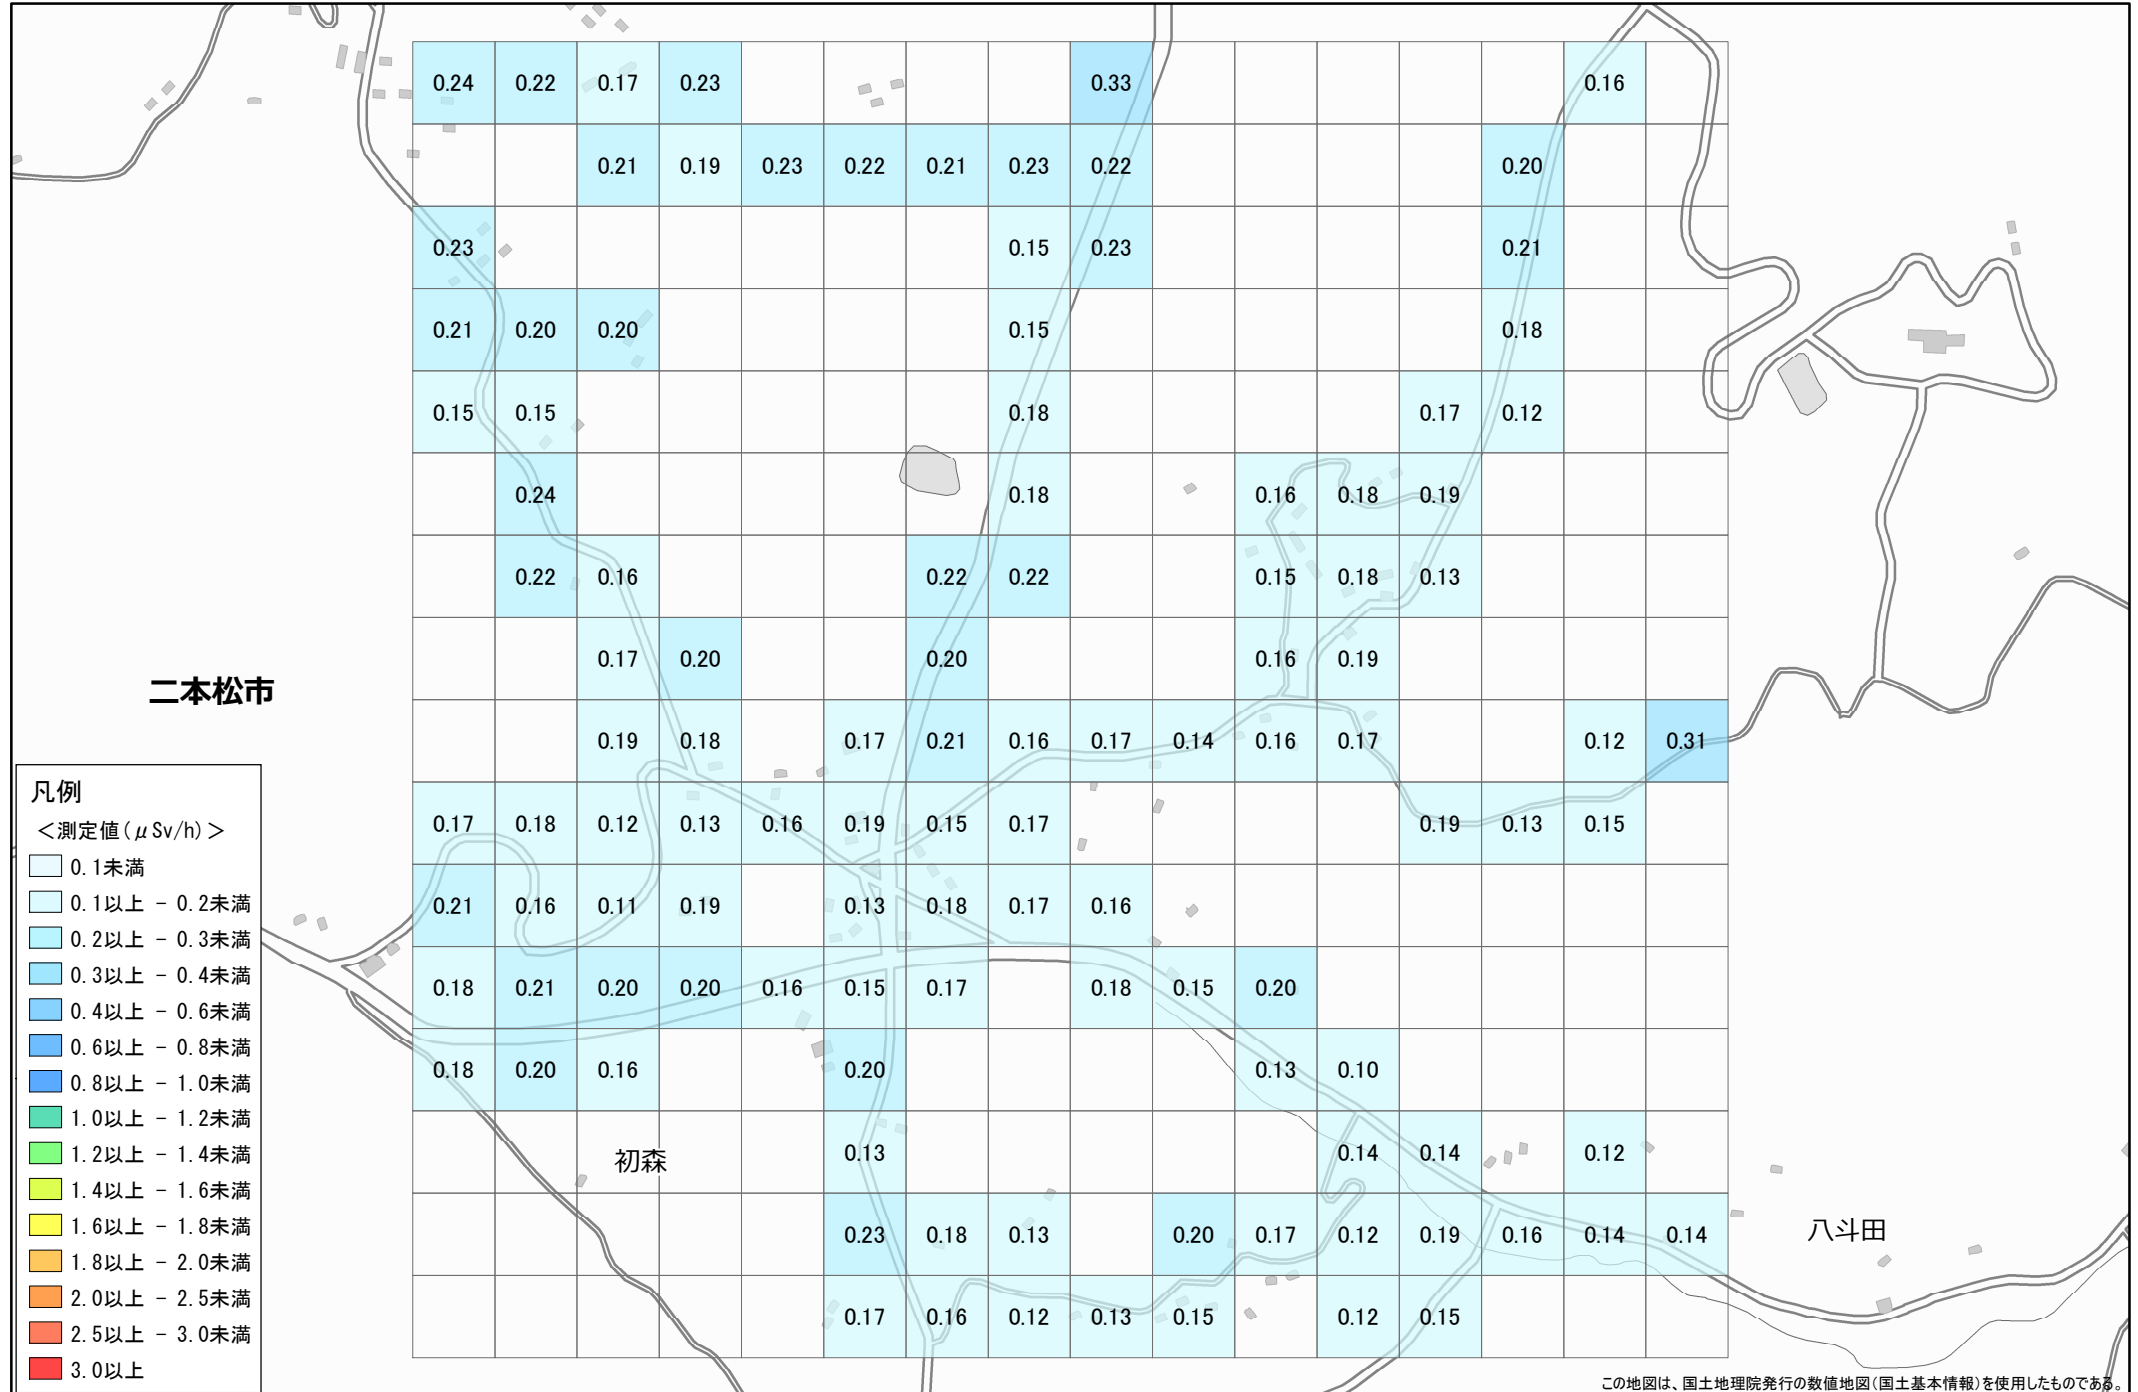 0.24 0.22 0.17 0.23 0.33 0.16
0.21 0.19 0.23 0.22 0.21 0.23 0.22 0.20
0.23 0.15 0.23 0.21
0.21 0.20 0.20 0.15 0.18
0.15 0.15 0.18 0.17 0.12
0.24 0.18 0.16 0.18 0.19
0.22 0.16 0.22 0.22 0.15 0.18 0.13
0.17 0.20 0.20 0.16 0.19
二本松市
0.19 0.18 0.17 0.21 0.16 0.17 0.14 0.16 0.17 0.12 0.31
0.17 0.18 0.12 0.13 0.16 0.19 0.15 0.17 0.19 0.13 0.15
0.21 0.16 0.11 0.19 0.13 0.18 0.17 0.16
0.18 0.21 0.20 0.20 0.16 0.15 0.17 0.18 0.15 0.20
0.18 0.20 0.16 0.20 0.13 0.10
0.13 0.14 0.14 0.12
初森
0.23 0.18 0.13 0.20 0.17 0.12 0.19 0.16 0.14 0.14
八斗田
0.17 0.16 0.12 0.13 0.15 0.12 0.15
凡例
＜測定値(μSv/h)＞
0.1未満
0.1以上 - 0.2未満
0.2以上 - 0.3未満
0.3以上 - 0.4未満
0.4以上 - 0.6未満
0.6以上 - 0.8未満
0.8以上 - 1.0未満
1.0以上 - 1.2未満
1.2以上 - 1.4未満
1.4以上 - 1.6未満
1.6以上 - 1.8未満
1.8以上 - 2.0未満
2.0以上 - 2.5未満
2.5以上 - 3.0未満
3.0以上
この地図は、国土地理院発行の数値地図(国土基本情報)を使用したものである。